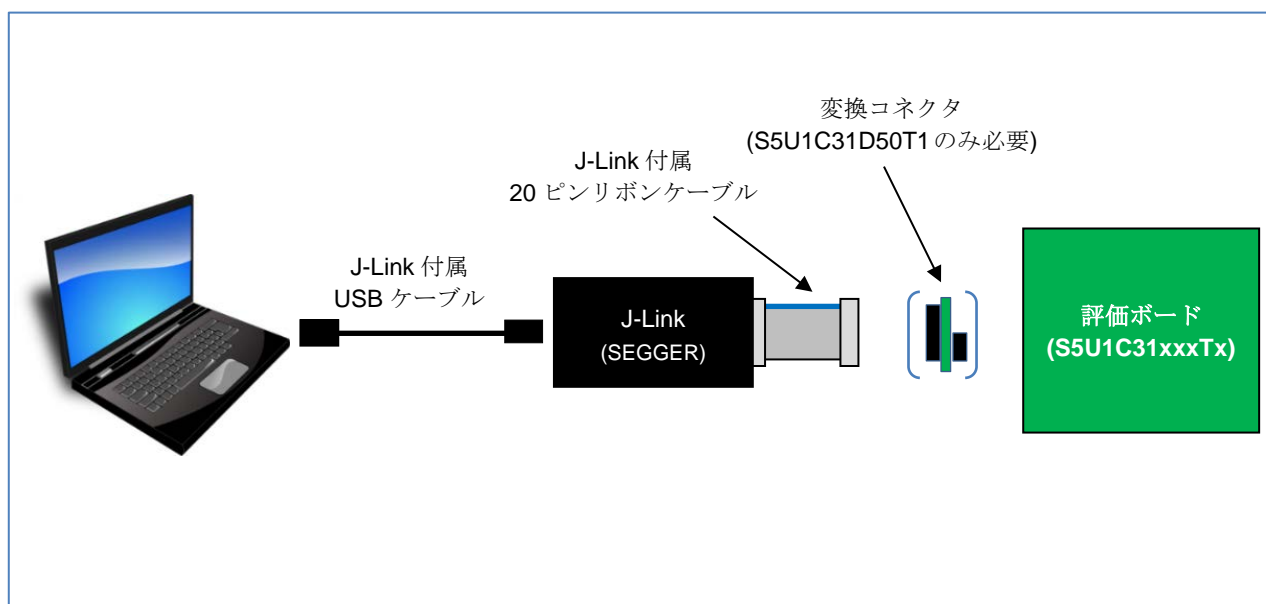 変換コネクタ
(S5U1C31D50T1のみ必要)
J-Link 付属
20 ピンリボンケーブル
J-Link 付属
USB ケーブル
J-Link
(SEGGER)
評価ボード
(S5U1C31xxxTx)